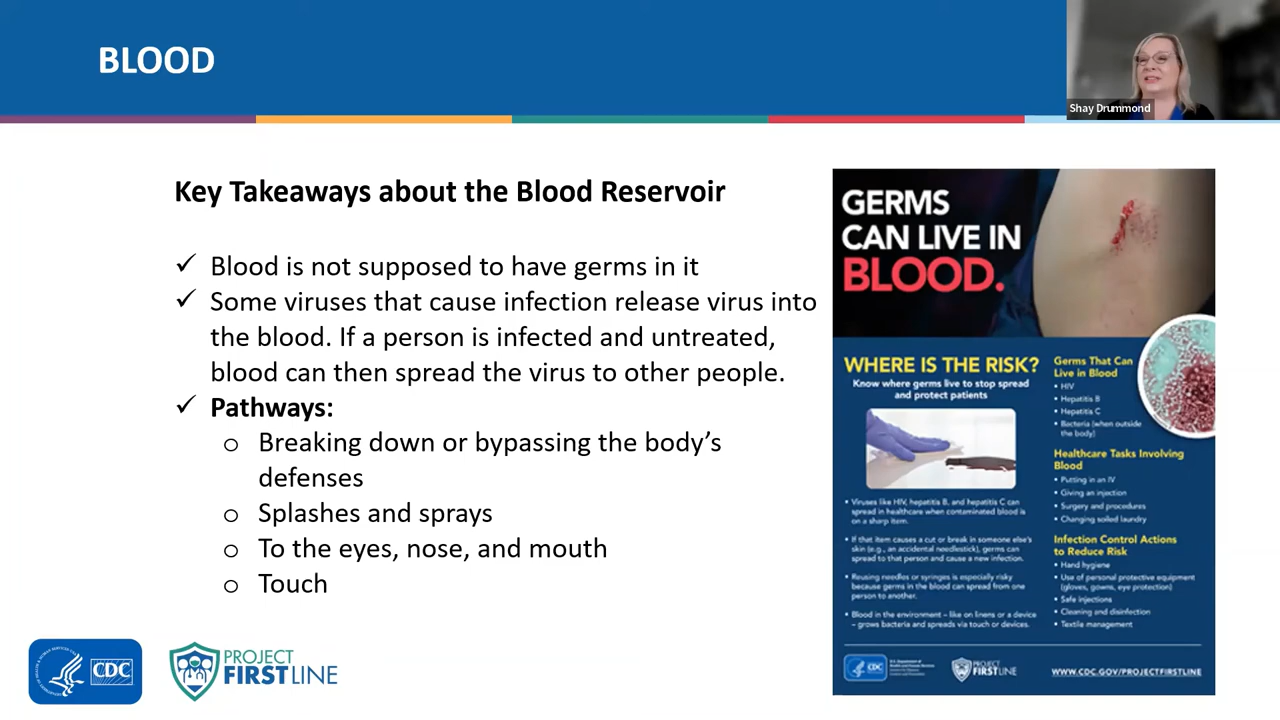 BLOOD
Shay Drummond
Key Takeaways about the Blood Reservoir
✓ Blood is not supposed to have germs in it
✓ Some viruses that cause infection release virus into
the blood. If a person is infected and untreated,
blood can then spread the virus to other people.
✓ Pathways:
o Breaking down or bypassing the body's
defenses
o Splashes and sprays
o To the eyes, nose, and mouth
o Touch
CDC
PROJECT
FIRSTLINE
GERMS
CAN LIVE IN
BLOOD.
WHERE IS THE RISK?
Know where germs live to stop spread
and protect patients
• Viruses like HIV, hepatitis B, and hepatitis C can
spread in healthcare when contaminated blood is
on a sharp item.
• If that item causes a cut or break in someone else's
skin (e.g., an accidental needlestick), germs can
spread to that person and cause a new infection.
• Reusing needles or syringes is especially risky
because germs in the blood can spread from one
person to another.
• Blood in the environment – like on linens or a device
– grows bacteria and spreads via touch or devices.
Germs That Can
Live in Blood
• HIV
• Hepatitis B
• Hepatitis C
• Bacteria (when outside
the body)
Healthcare Tasks Involving
Blood
• Putting in an IV
• Giving an injection
• Surgery and procedures
• Changing soiled laundry
Infection Control Actions
to Reduce Risk
• Hand hygiene
• Use of personal protective equipment
(gloves, gowns, eye protection)
• Safe injections
• Cleaning and disinfection
• Textile management
CDC
PROJECT
FIRSTLINE
WWW.CDC.GOV/PROJECTFIRSTLINE